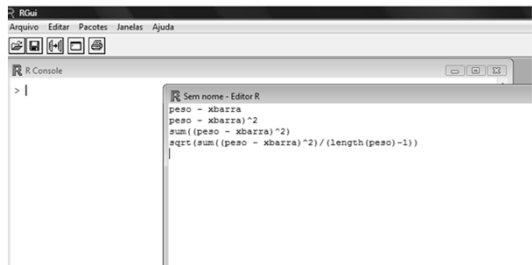 RGui
Arquivo Editar Pacotes Janelas Ajuda
R Console
> |
Sem nome - Editor R
peso - xbarra
peso - xbarra)^2
sum((peso - xbarra)^2)
sqrt(sum((peso - xbarra)^2)/(length(peso)-1))